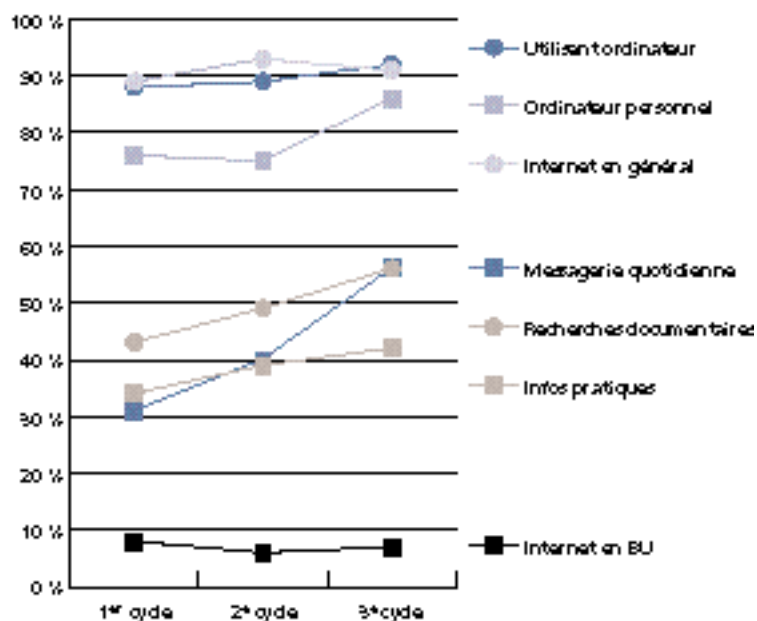 100 %
90 %
80 %
70 %
60 %
50 %
40 %
30 %
20 %
10 %
0 %
1er cycle
2e cycle
3e cycle
Utilisent ordinateur
Ordinateur personnel
Internet en général
Messagerie quotidienne
Recherches documentaires
Infos pratiques
Internet en BU